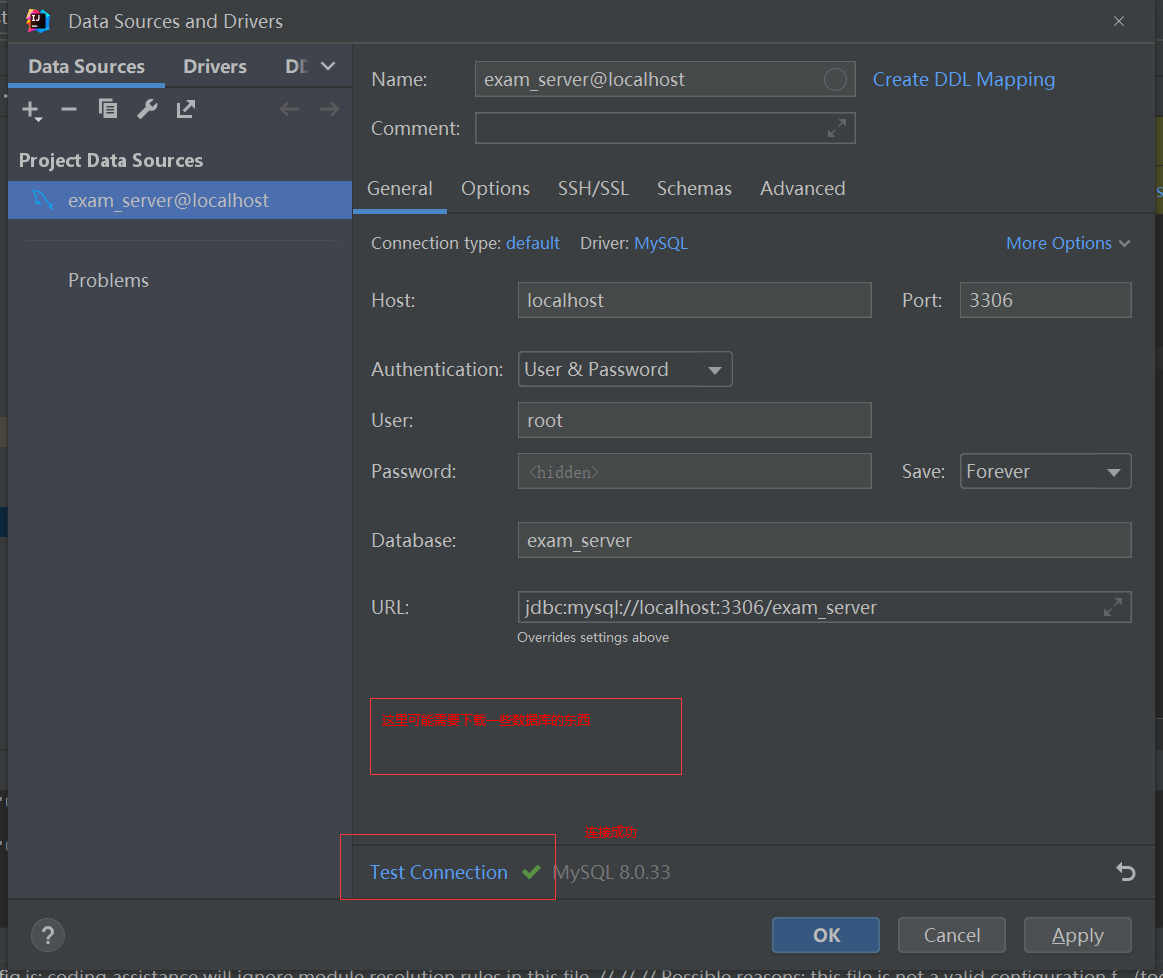 Data Sources and Drivers
Data Sources Drivers DD
Project Data Sources
exam_server@localhost
Problems
Name: exam_server@localhost Create DDL Mapping
Comment:
General Options SSH/SSL Schemas Advanced
Connection type: default Driver: MySQL More Options
Host: localhost Port: 3306
Authentication: User & Password
User: root
Password: <hidden> Save: Forever
Database: exam_server
URL: jdbc:mysql://localhost:3306/exam_server
Overrides settings above
这里可能需要下载一些数据库的东西
连接成功
Test Connection MySQL 8.0.33
? OK Cancel Apply
fig is: coding assistance will ignore module resolution rules in this file. // // // Possible reasons: this file is not a valid configuration f... (to